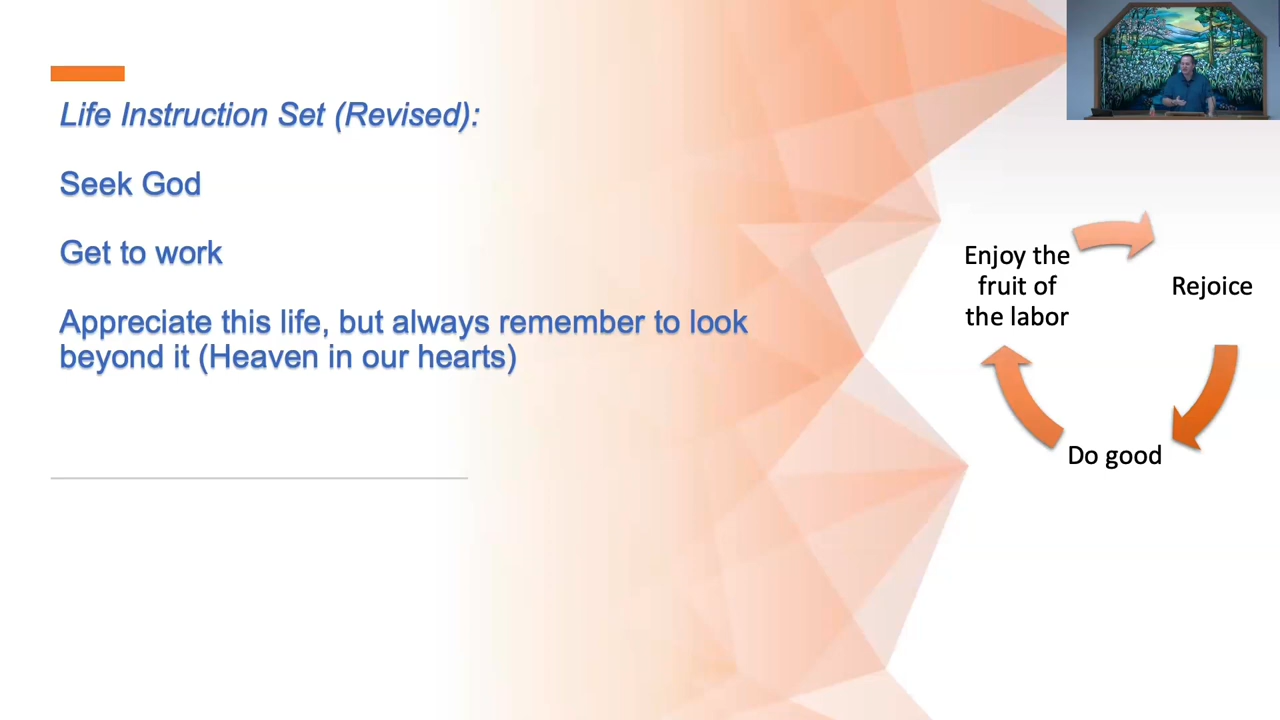 Life Instruction Set (Revised):
Seek God
Get to work
Appreciate this life, but always remember to look
beyond it (Heaven in our hearts)
Enjoy the
fruit of
the labor
Rejoice
Do good